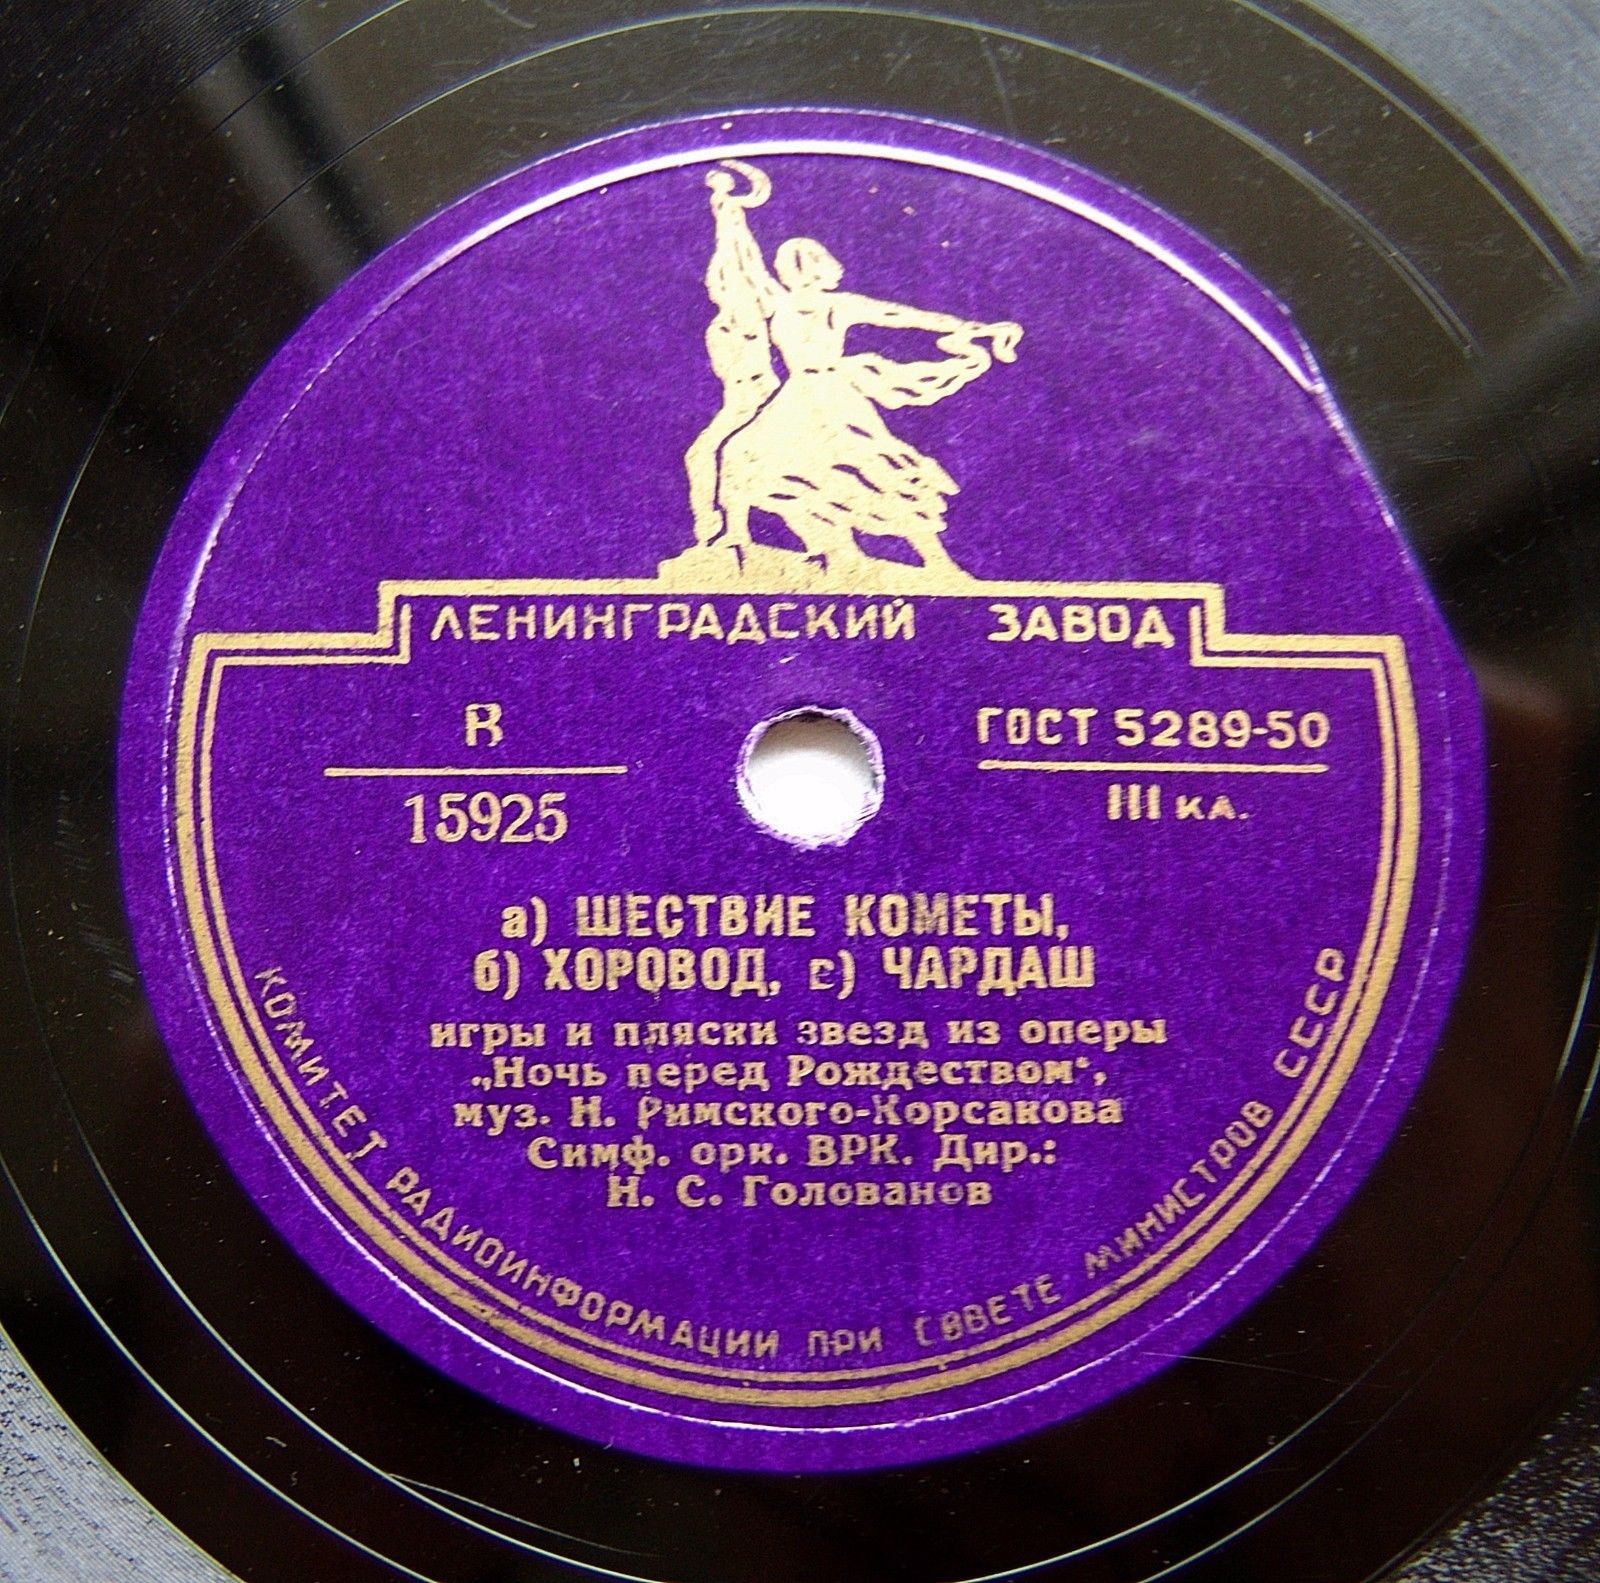 ЛЕНИНГРАДСКИЙ ЗАВОД
В
15925
ГОСТ 5289-50
III КЛ.
а) ШЕСТВИЕ КОМЕТЫ,
б) ХОРОВОД, в) ЧАРДАШ
игры и пляски звезд из оперы
„Ночь перед Рождеством“,
муз. Н. Римского-Корсакова
Симф. орк. ВРК. Дир.:
Н. С. Голованов
КОМИТЕТ РАДИОИНФОРМАЦИИ ПРИ СОВЕТЕ МИНИСТРОВ СССР